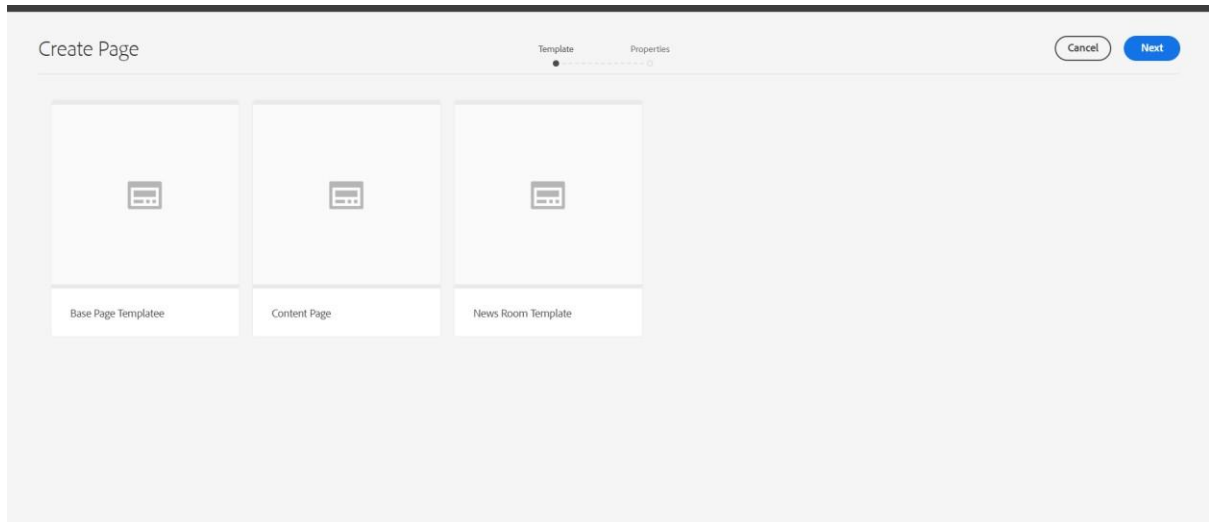 Create Page
Template Properties
Cancel Next
Base Page Templatee
Content Page
News Room Template